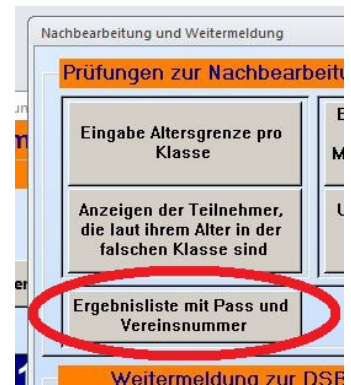 Nachbearbeitung und Weitermeldung
Prüfungen zur
Eingabe Altersgrenze pro
Klasse
Anzeigen der Teilnehmer,
die laut ihrem Alter in der
falschen Klasse sind
Ergebnisliste mit Pass und
Vereinsnummer
Weitermeldung zur DSB